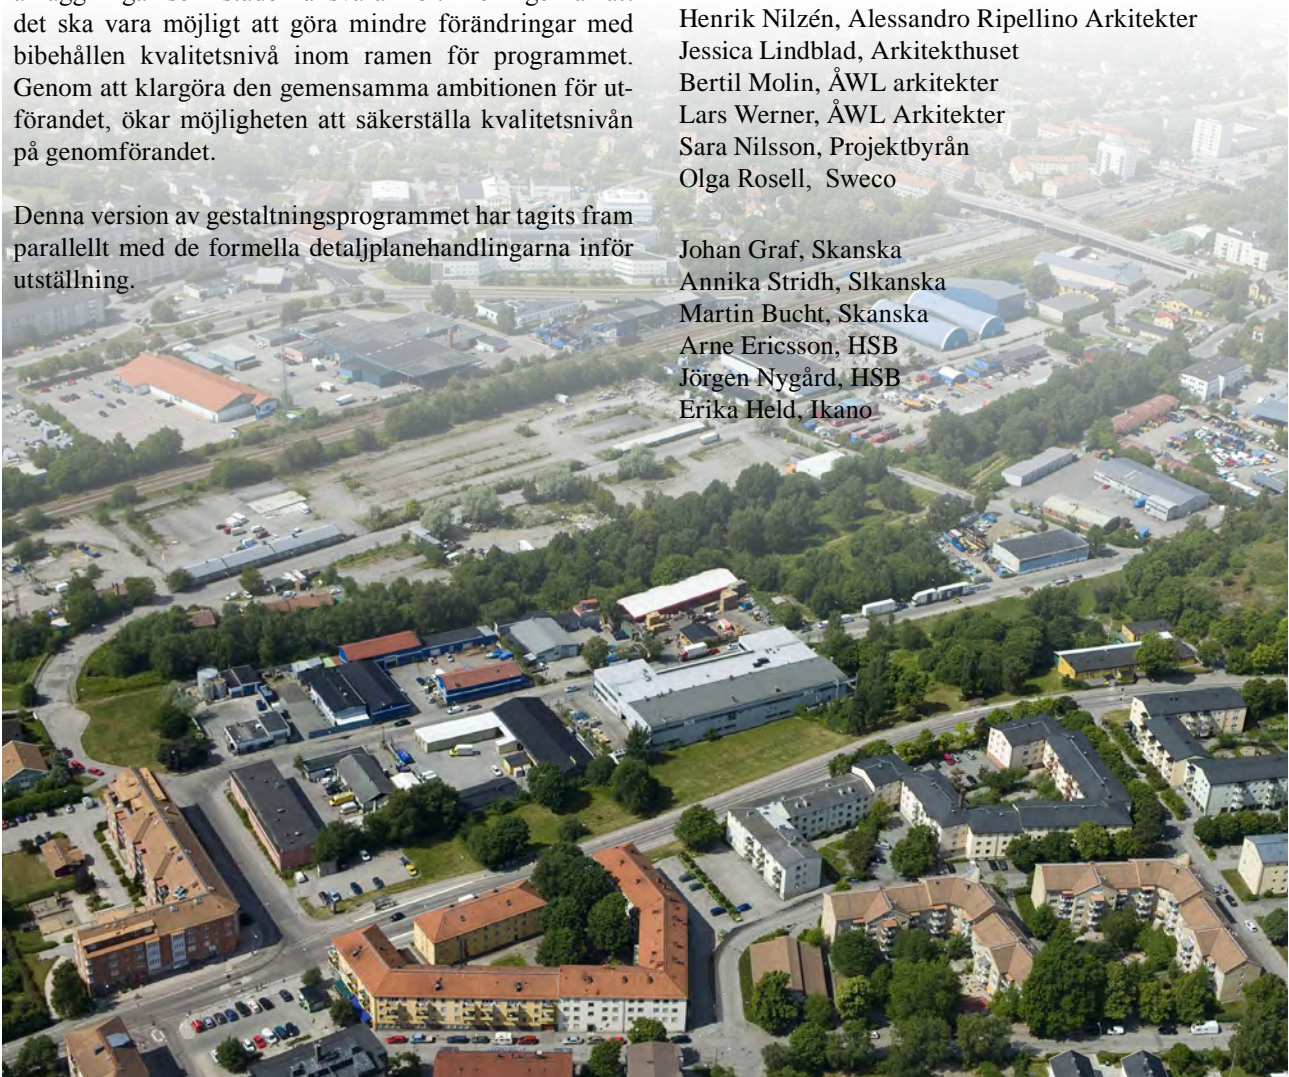 det ska vara möjligt att göra mindre förändringar med
bibehållen kvalitetsnivå inom ramen för programmet.
Genom att klargöra den gemensamma ambitionen för ut-
förandet, ökar möjligheten att säkerställa kvalitetsnivån
på genomförandet.
Denna version av gestaltningsprogrammet har tagits fram
parallellt med de formella detaljplanehandlingarna inför
utställning.
Henrik Nilzén, Alessandro Ripellino Arkitekter
Jessica Lindblad, Arkitekthuset
Bertil Molin, ÅWL arkitekter
Lars Werner, ÅWL Arkitekter
Sara Nilsson, Projektbyrån
Olga Rosell,  Sweco
Johan Graf, Skanska
Annika Stridh, Slkanska
Martin Bucht, Skanska
Arne Ericsson, HSB
Jörgen Nygård, HSB
Erika Held, Ikano